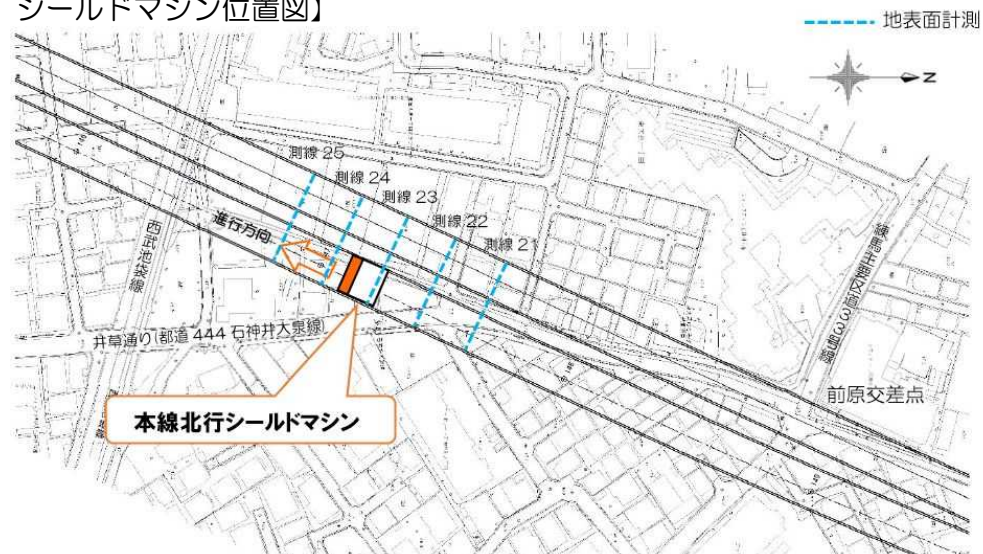 シールドマシン位置図】
地表面計測
N
測線 25
測線 24
測線 23
測線 22
測線 21
進行方向
西武池袋線
井草通り(都道 444 石神井大泉線)
練馬主要区道33号線
前原交差点
本線北行シールドマシン